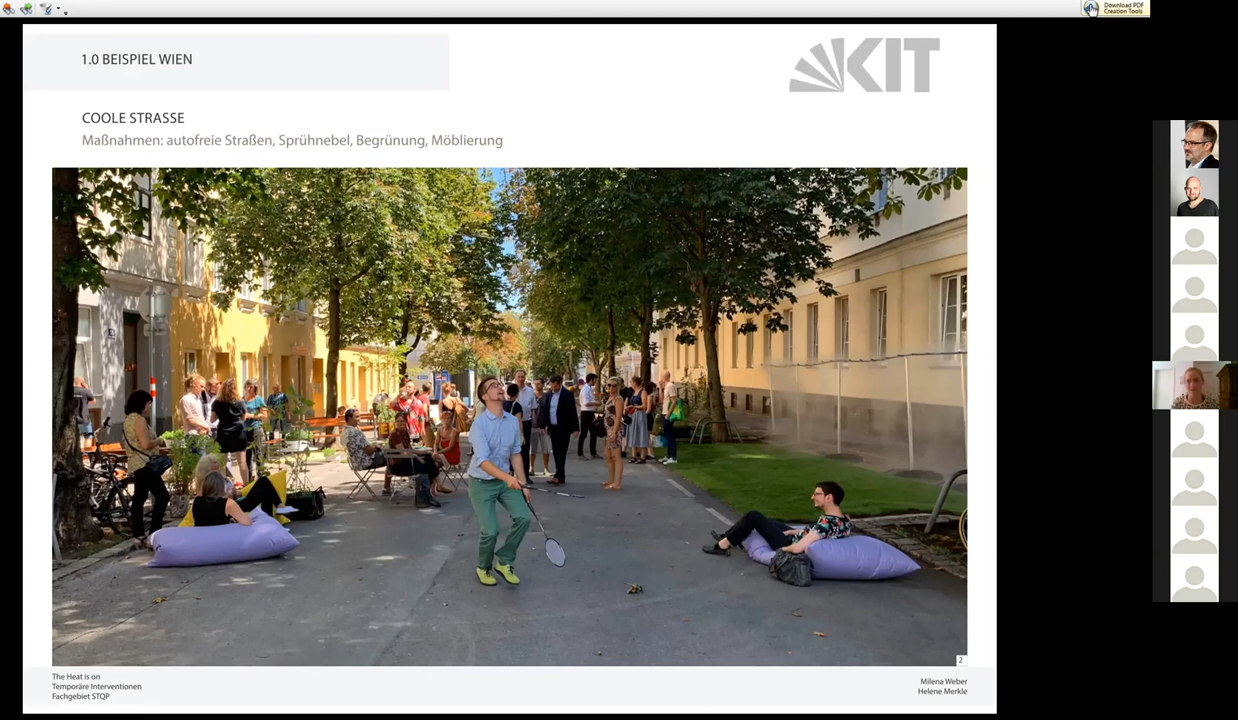 Download PDF
Creation Tools
1.0 BEISPIEL WIEN
KIT
COOLE STRASSE
Maßnahmen: autofreie Straßen, Sprühnebel, Begrünung, Möblierung
2
The Heat is on
Temporäre Interventionen
Fachgebiet STQP
Milena Weber
Helene Merkle